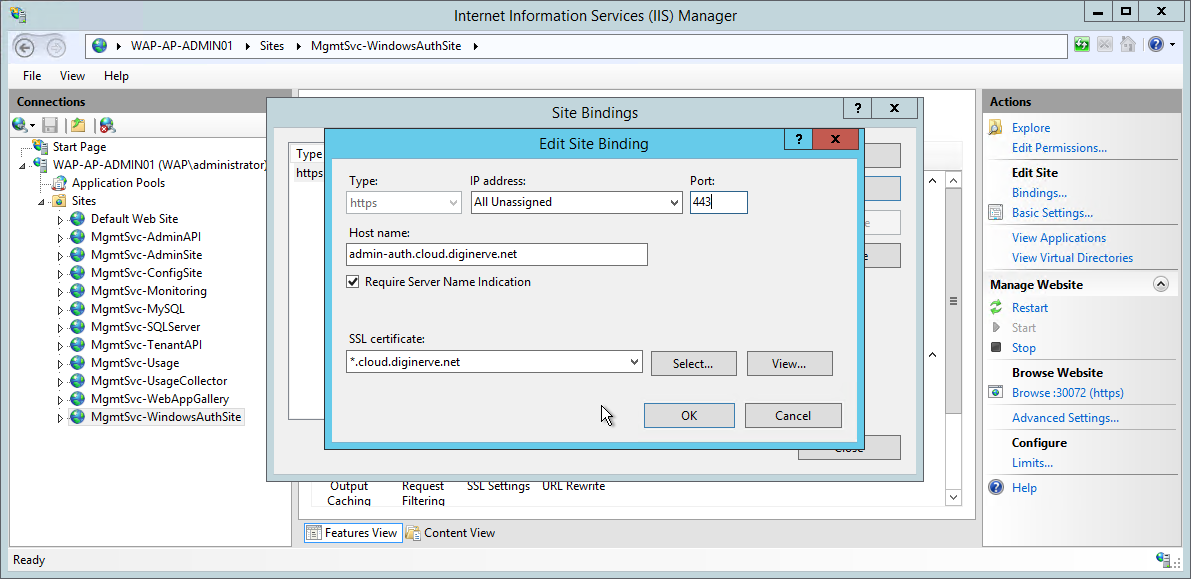 Internet Information Services (IIS) Manager
WAP-AP-ADMIN01 Sites MgmtSvc-WindowsAuthSite
File View Help
Connections
Start Page
WAP-AP-ADMIN01 (WAP\administrator)
Application Pools
Sites
Default Web Site
MgmtSvc-AdminAPI
MgmtSvc-AdminSite
MgmtSvc-ConfigSite
MgmtSvc-Monitoring
MgmtSvc-MySQL
MgmtSvc-SQLServer
MgmtSvc-TenantAPI
MgmtSvc-Usage
MgmtSvc-UsageCollector
MgmtSvc-WebAppGallery
MgmtSvc-WindowsAuthSite
Site Bindings
?
Type
https
Close
Edit Site Binding
?
Type: IP address: Port:
https All Unassigned 443
Host name:
admin-auth.cloud.diginerve.net
Require Server Name Indication
SSL certificate:
*.cloud.diginerve.net Select... View...
OK Cancel
Output Caching
Request Filtering
SSL Settings
URL Rewrite
Features View Content View
Actions
Explore
Edit Permissions...
Edit Site
Bindings...
Basic Settings...
View Applications
View Virtual Directories
Manage Website
Restart
Start
Stop
Browse Website
Browse :30072 (https)
Advanced Settings...
Configure
Limits...
Help
Ready